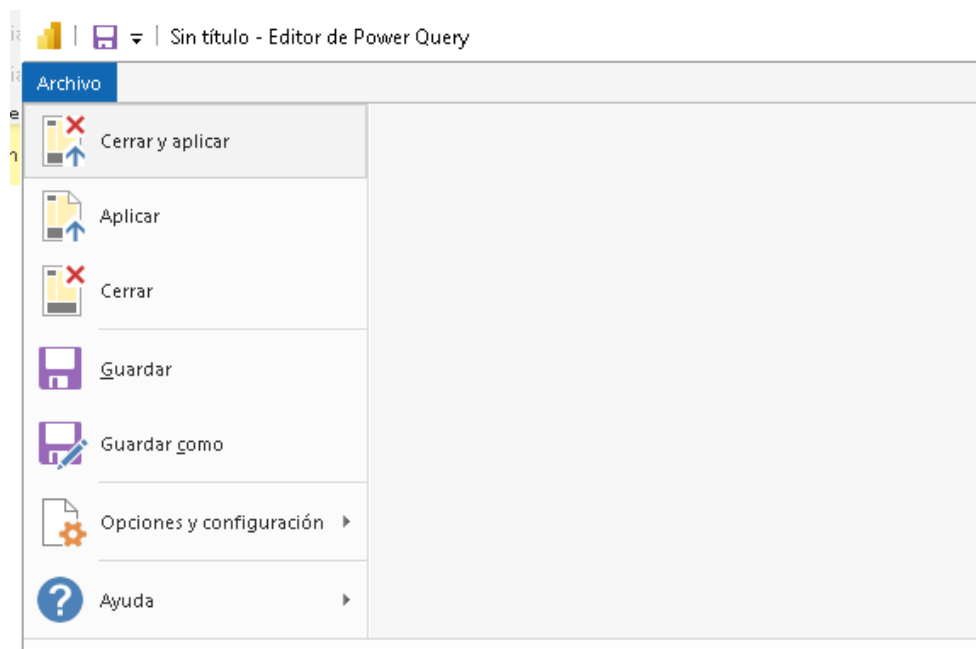 Sin título - Editor de Power Query
Archivo
Cerrar y aplicar
Aplicar
Cerrar
Guardar
Guardar como
Opciones y configuración
Ayuda